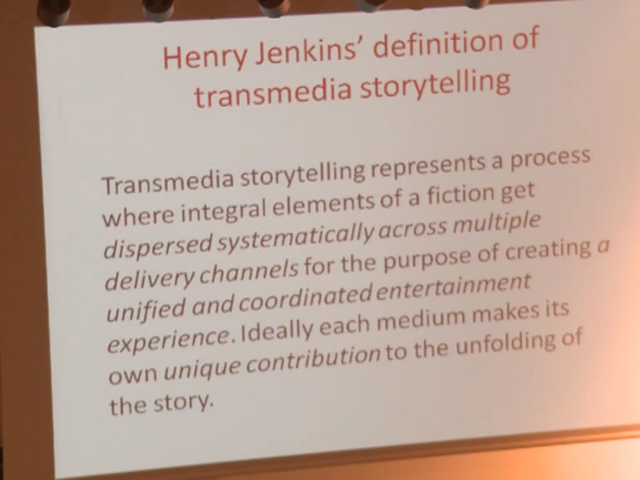 Henry Jenkins' definition of
transmedia storytelling
Transmedia storytelling represents a process
where integral elements of a fiction get
dispersed systematically across multiple
delivery channels for the purpose of creating a
unified and coordinated entertainment
experience. Ideally each medium makes its
own unique contribution to the unfolding of
the story.